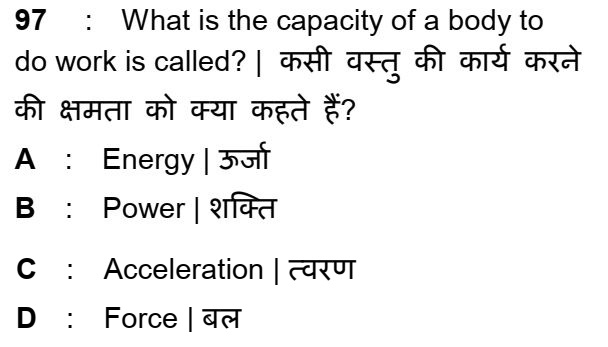 97 : What is the capacity of a body to
do work is called? | कसी वस्तु की कार्य करने
की क्षमता को क्या कहते हैं?
A : Energy | ऊर्जा
B : Power | शक्ति
C : Acceleration | त्वरण
D : Force | बल